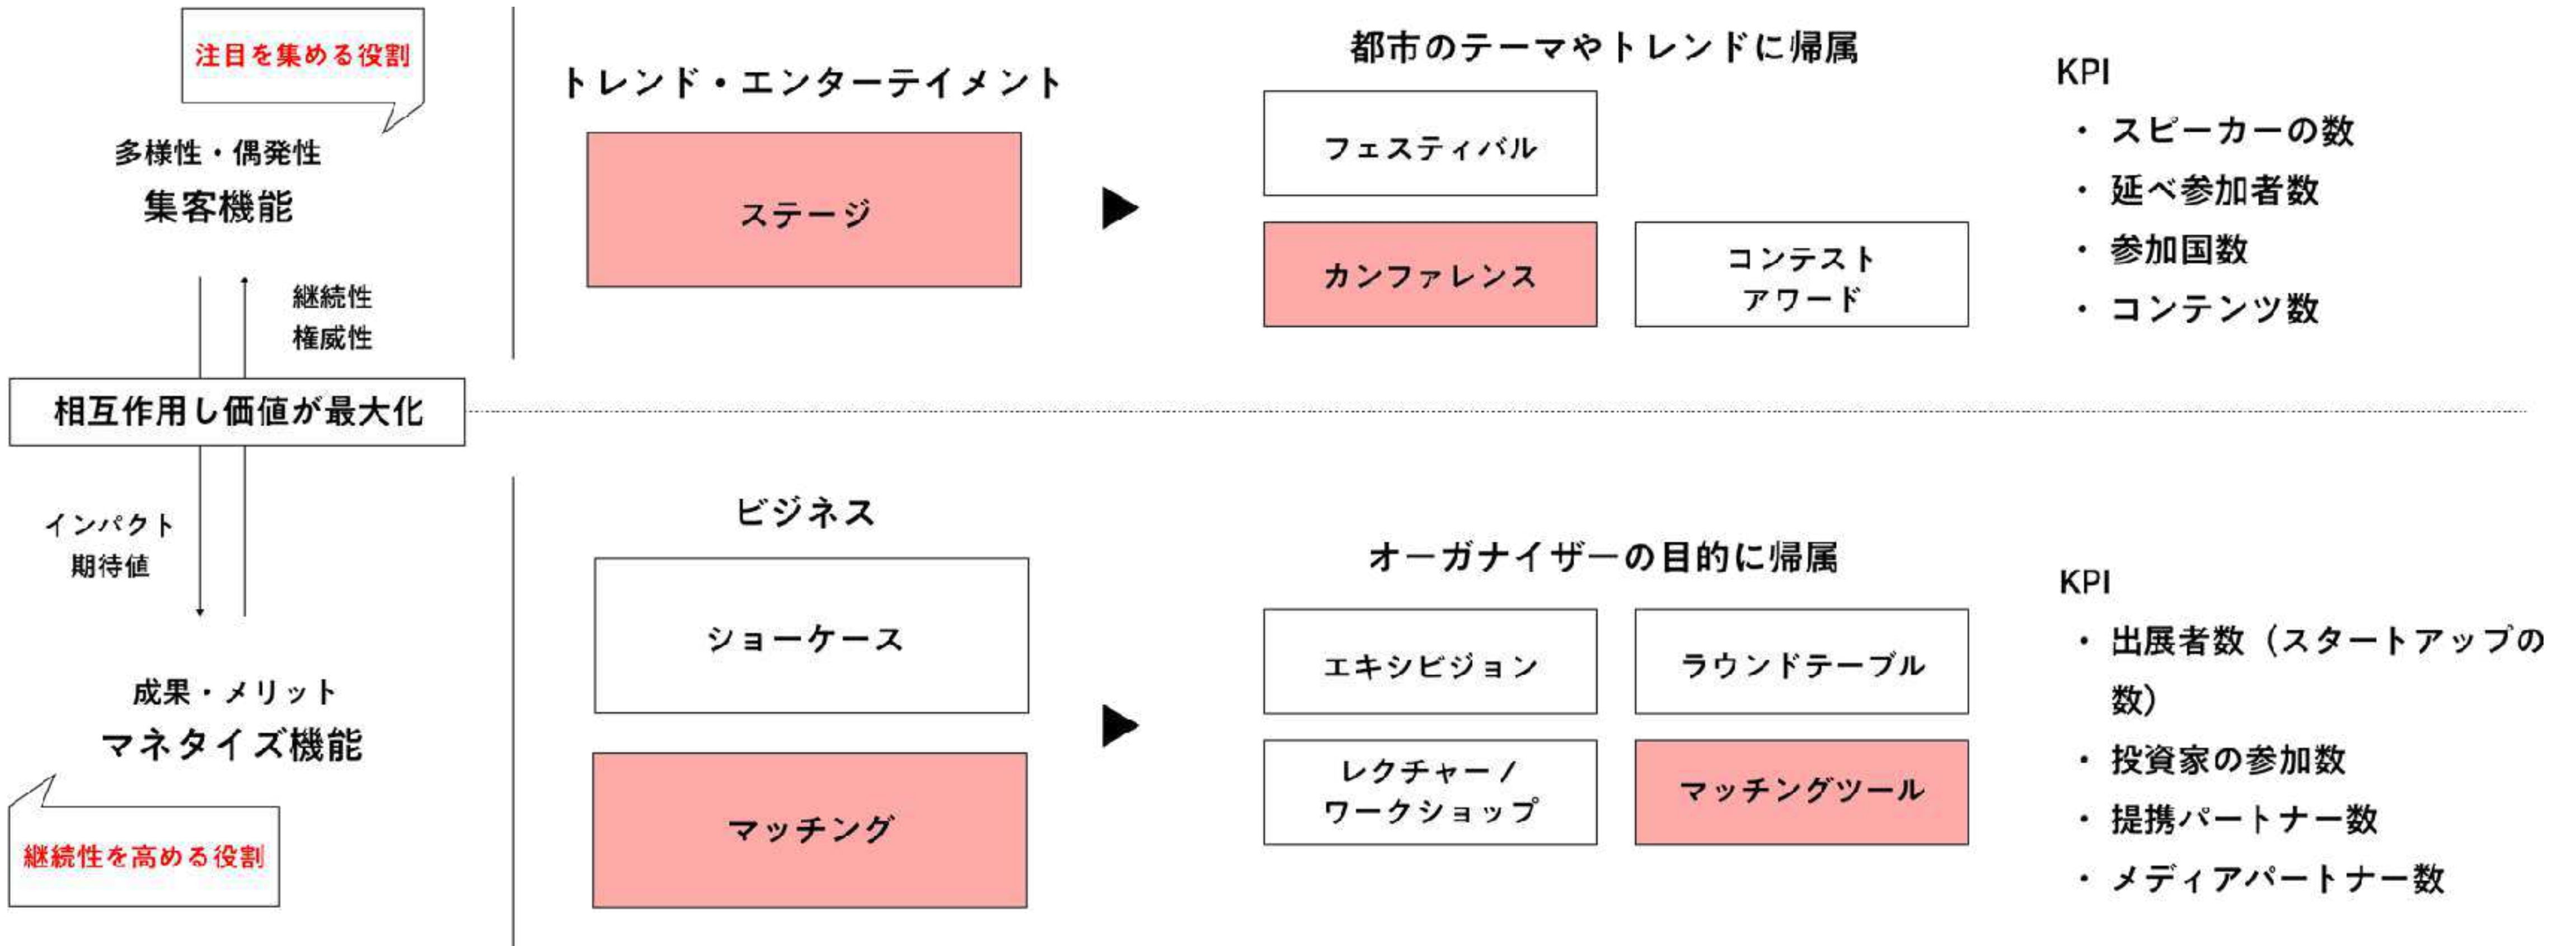 注目を集める役割
多様性・偶発性
集客機能
継続性
権威性
相互作用し価値が最大化
インパクト
期待値
成果・メリット
マネタイズ機能
継続性を高める役割
トレンド・エンターテイメント
ステージ
都市のテーマやトレンドに帰属
フェスティバル
カンファレンス
コンテスト
アワード
KPI
・ スピーカーの数
・ 延べ参加者数
・ 参加国数
・ コンテンツ数
ビジネス
ショーケース
マッチング
オーガナイザーの目的に帰属
エキシビジョン
ラウンドテーブル
レクチャー /
ワークショップ
マッチングツール
KPI
・ 出展者数（スタートアップの
数）
・ 投資家の参加数
・ 提携パートナー数
・ メディアパートナー数